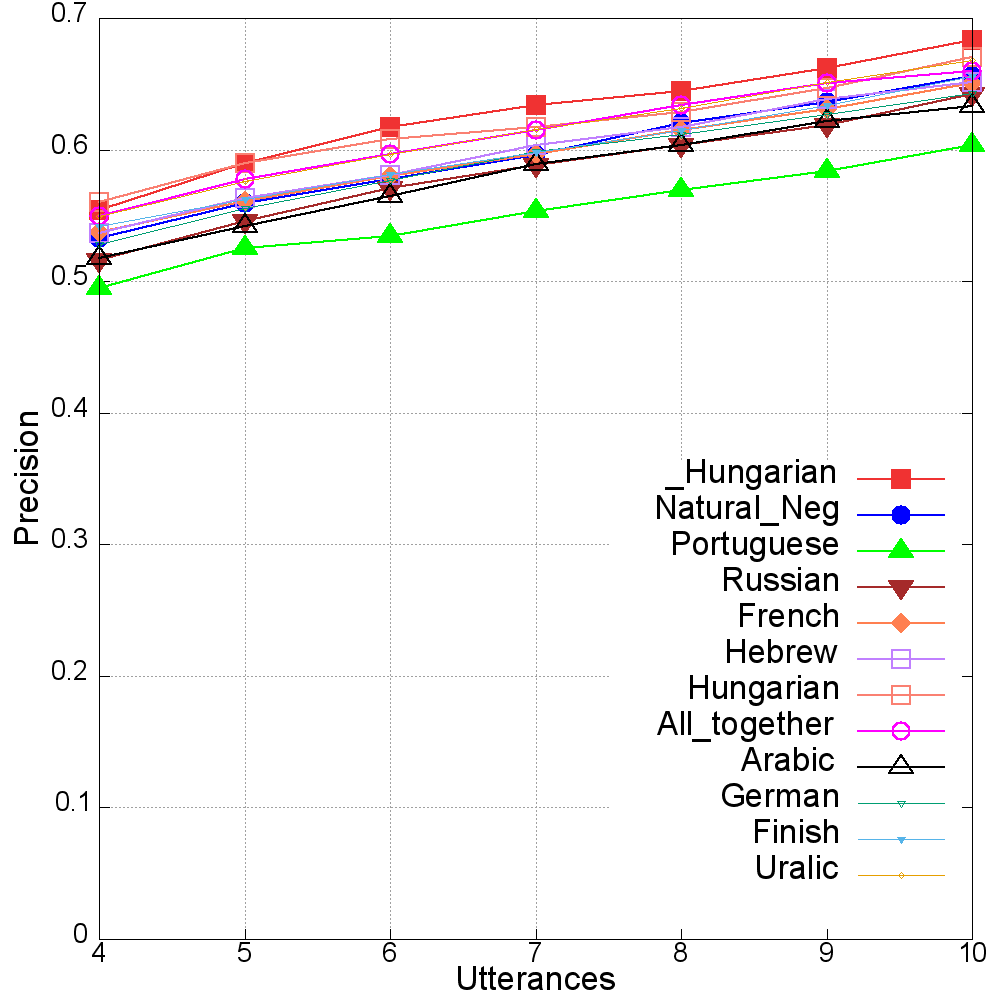 0.7
0.6
0.5
0.4
0.3
0.2
0.1
0
Precision
4 5 6 7 8 9 10
Utterances
_Hungarian
Natural_Neg
Portuguese
Russian
French
Hebrew
Hungarian
All_together
Arabic
German
Finish
Uralic